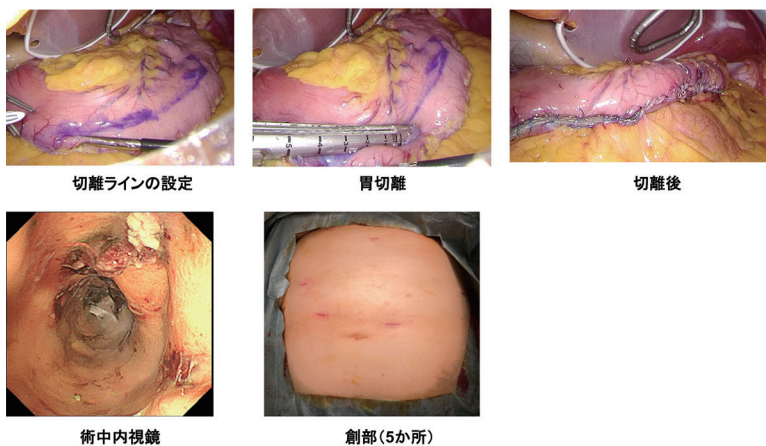 切離ラインの設定
胃切離
切離後
術中内視鏡
創部(5か所)